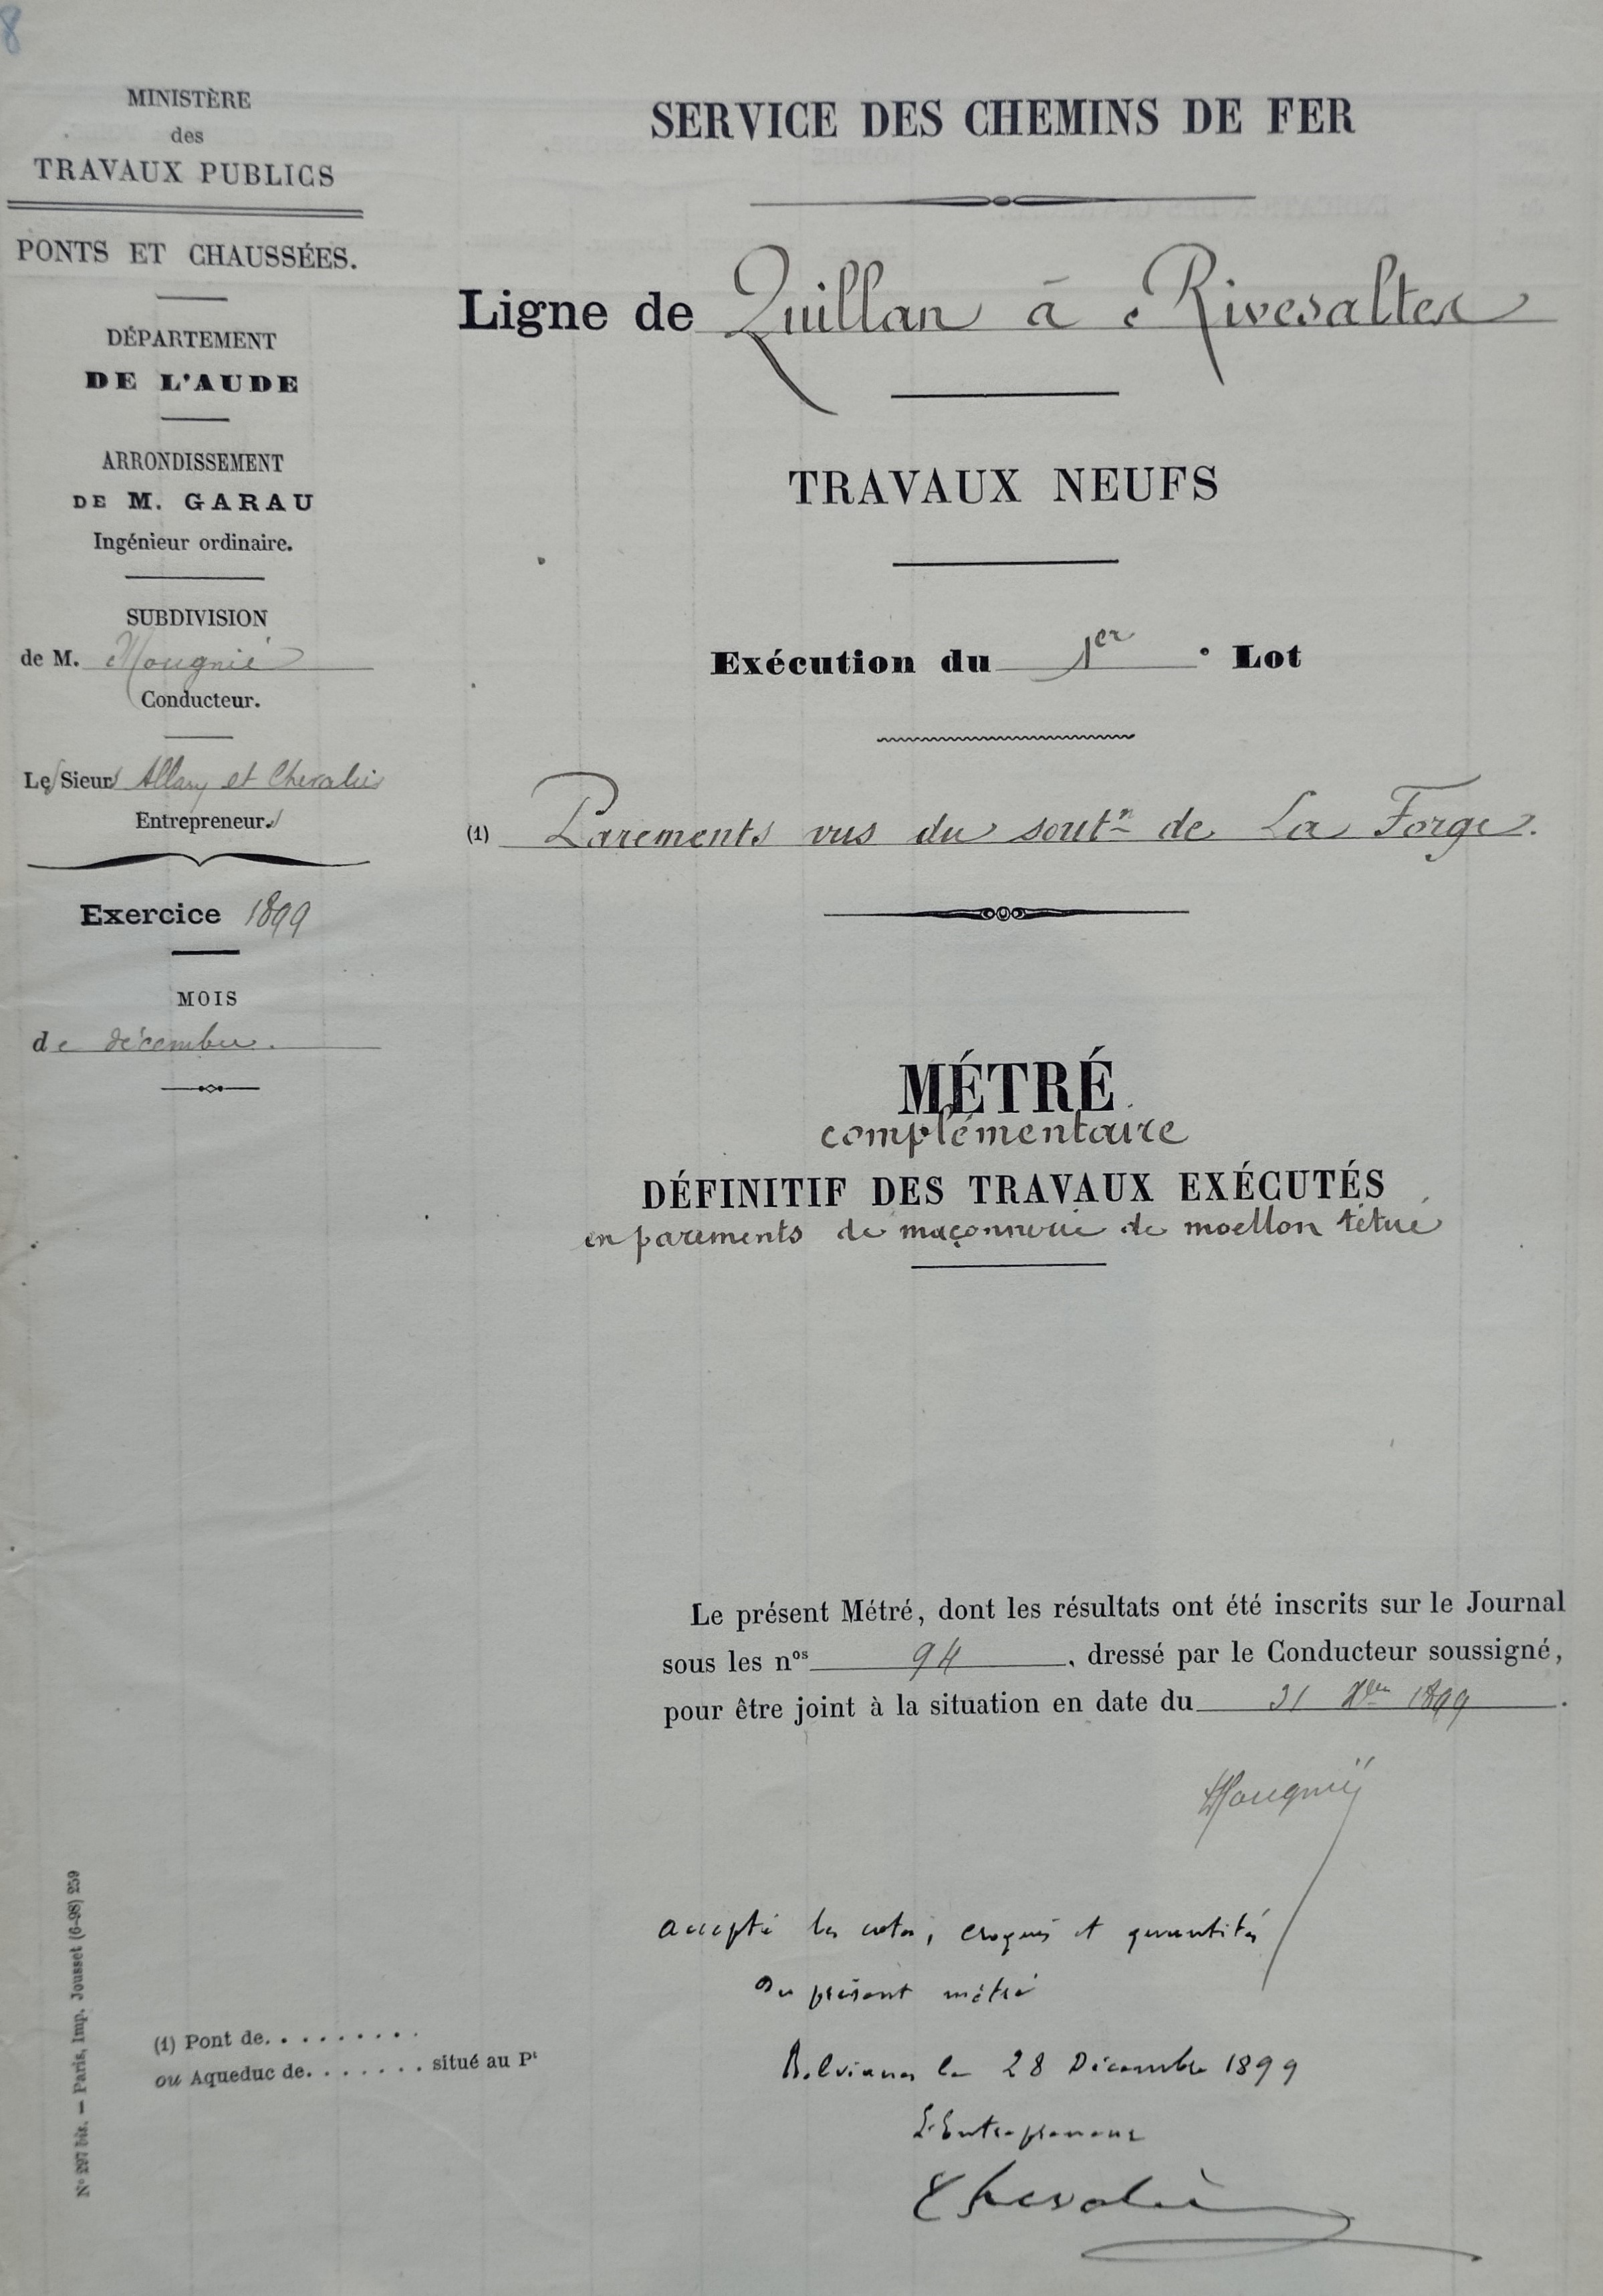 8
MINISTÈRE
des
TRAVAUX PUBLICS
PONTS ET CHAUSSÉES.
DÉPARTEMENT
DE L'AUDE
ARRONDISSEMENT
DE M. GARAU
Ingénieur ordinaire.
SUBDIVISION
de M. Mougnié
Conducteur.
Les Sieurs Allary et Chevalier
Entrepreneurs
Exercice 1899
MOIS
de décembre.
SERVICE DES CHEMINS DE FER
Ligne de Quillan à Rivesaltes
TRAVAUX NEUFS
Exécution du 1er e Lot
(1) Parements vus du soutn de La Forge.
MÉTRÉ
complémentaire
DÉFINITIF DES TRAVAUX EXÉCUTÉS
en parements de maçonnerie de moellon têtué
Le présent Métré, dont les résultats ont été inscrits sur le Journal
sous les nos 94, dressé par le Conducteur soussigné,
pour être joint à la situation en date du 31 Xbre 1899.
Mougnié
accepté les cotes, croquis et quantités
du présent métré
Belvianes le 28 Décembre 1899
L'Entrepreneur
Chevalier
(1) Pont de. . . . . . . . .
ou Aqueduc de. . . . . . . situé au Pt
N° 297 bis. — Paris, Imp. Jousset (6-98) 259